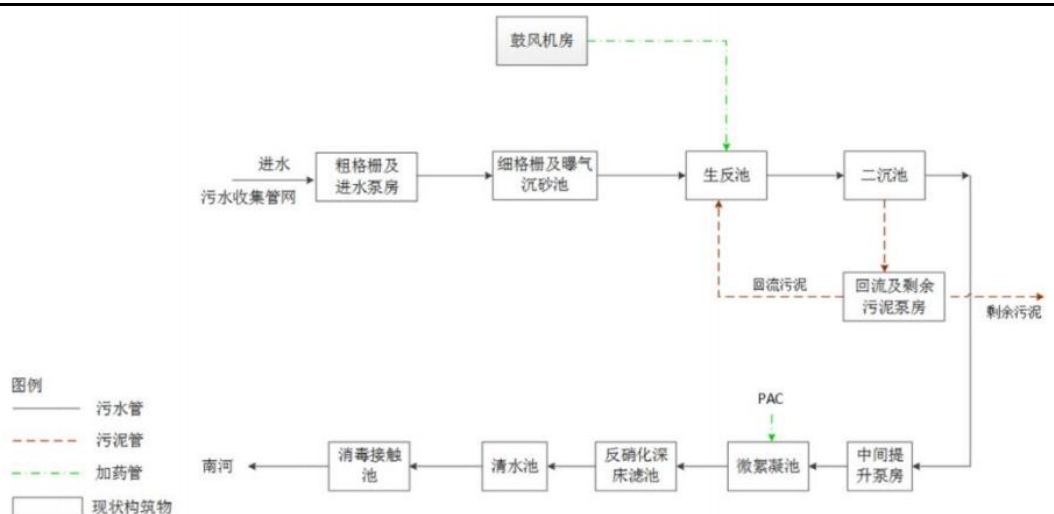 鼓风机房
进水
污水收集管网
粗格栅及
进水泵房
细格栅及曝气
沉砂池
生反池
二沉池
回流污泥
回流及剩余
污泥泵房
剩余污泥
图例
污水管
污泥管
加药管
现状构筑物
PAC
南河
消毒接触
池
清水池
反硝化深
床滤池
微絮凝池
中间提
升泵房